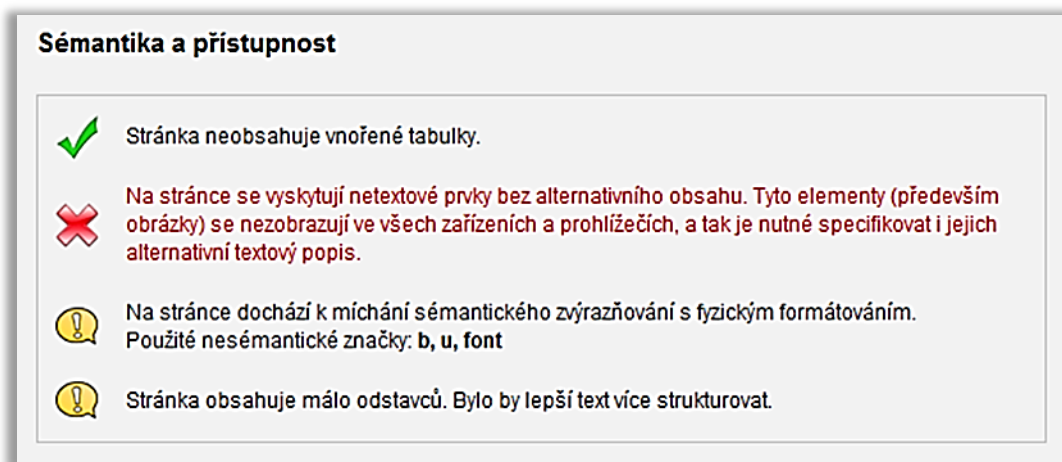 Sémantika a přístupnost
Stránka neobsahuje vnořené tabulky.
Na stránce se vyskytují netextové prvky bez alternativního obsahu. Tyto elementy (především
obrázky) se nezobrazují ve všech zařízeních a prohlížečích, a tak je nutné specifikovat i jejich
alternativní textový popis.
Na stránce dochází k míchání sémantického zvýrazňování s fyzickým formátováním.
Použité nesémantické značky: b, u, font
Stránka obsahuje málo odstavců. Bylo by lepší text více strukturovat.